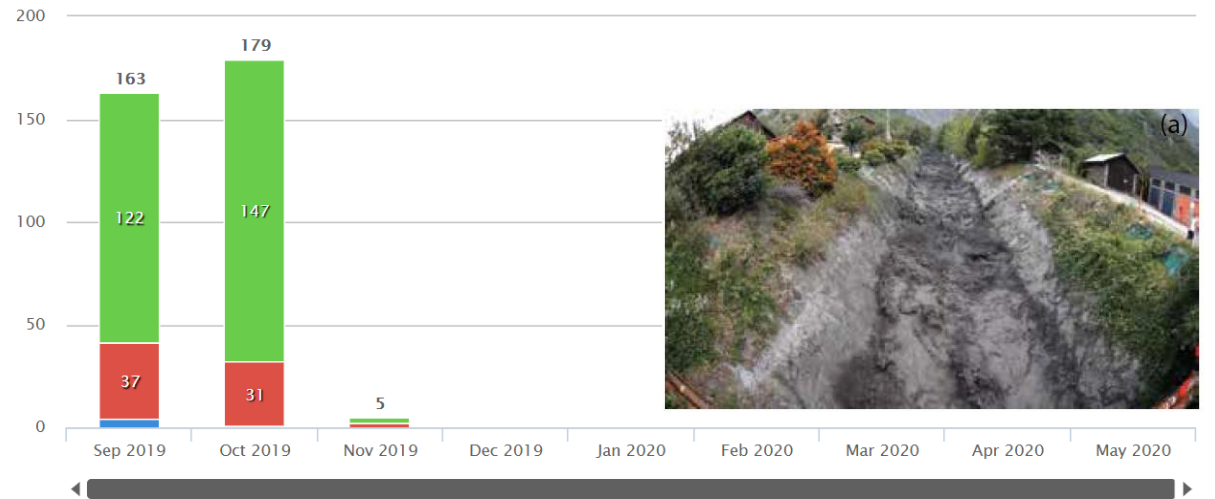 200
179
163
150
(a)
122
147
100
50
37
31
5
0
Sep 2019
Oct 2019
Nov 2019
Dec 2019
Jan 2020
Feb 2020
Mar 2020
Apr 2020
May 2020